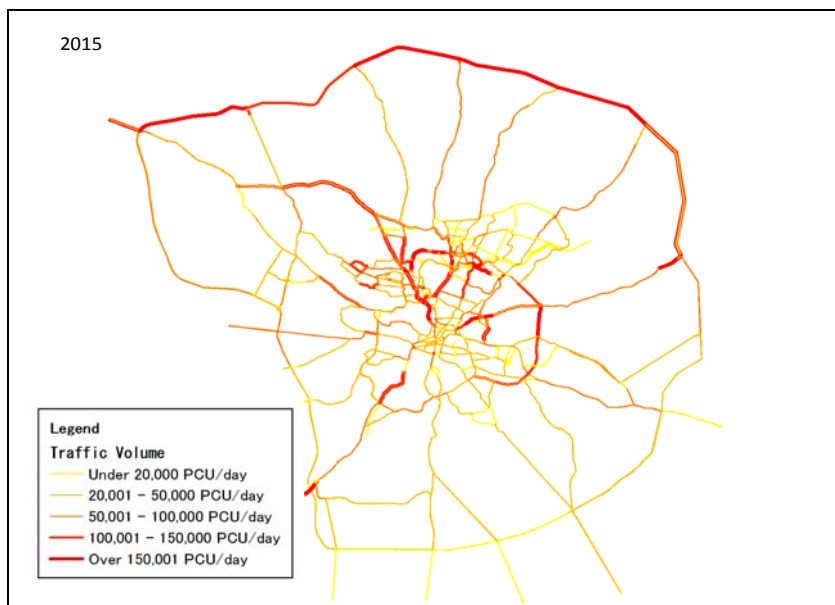 2015
Legend
Traffic Volume
Under 20,000 PCU/day
20,001 - 50,000 PCU/day
50,001 - 100,000 PCU/day
100,001 - 150,000 PCU/day
Over 150,001 PCU/day